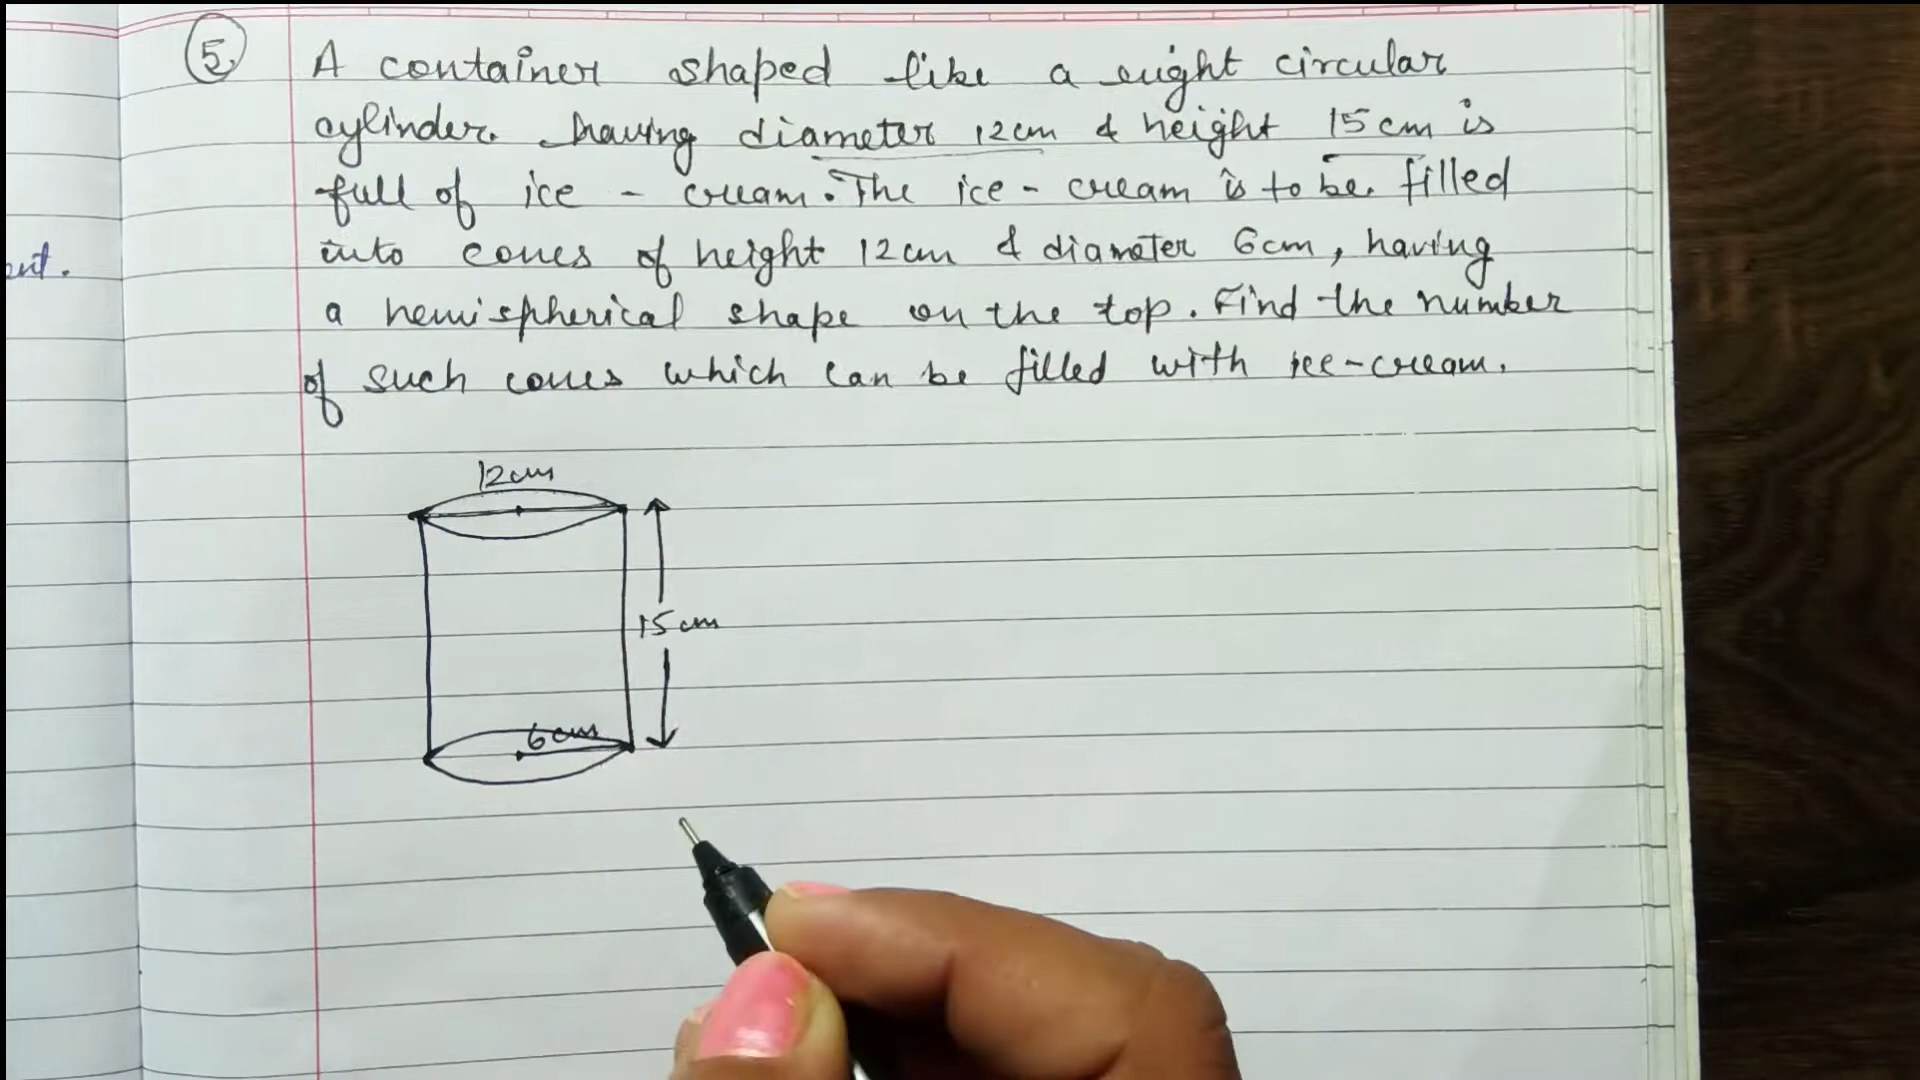 5.
A container shaped like a right circular
cylinder having diameter 12cm & height 15cm is
full of ice - cream. The ice - cream is to be filled
into cones of height 12cm & diameter 6cm, having
a hemispherical shape on the top. Find the number
of such cones which can be filled with ice-cream.
12cm
15cm
6cm